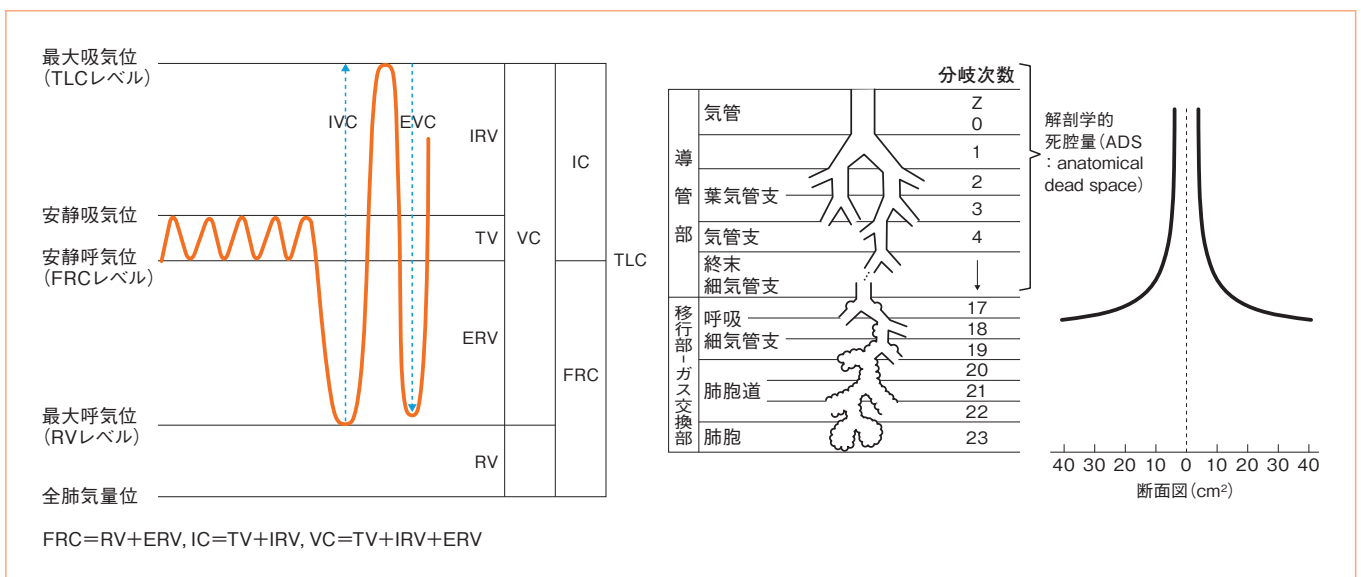 最大吸気位
（TLCレベル）
安静吸気位
安静呼気位
（FRCレベル）
最大呼気位
（RVレベル）
全肺気量位
IVC
EVC
IRV
TV
ERV
RV
VC
IC
FRC
TLC
FRC＝RV＋ERV, IC＝TV＋IRV, VC＝TV＋IRV＋ERV
分岐次数
導管部
気管
葉気管支
気管支
終末
細気管支
移行部-ガス交換部
呼吸
細気管支
肺胞道
肺胞
Z
0
1
2
3
4
17
18
19
20
21
22
23
解剖学的
死腔量（ADS
：anatomical
dead space）
40 30 20 10 0 10 20 30 40
断面図（cm²）